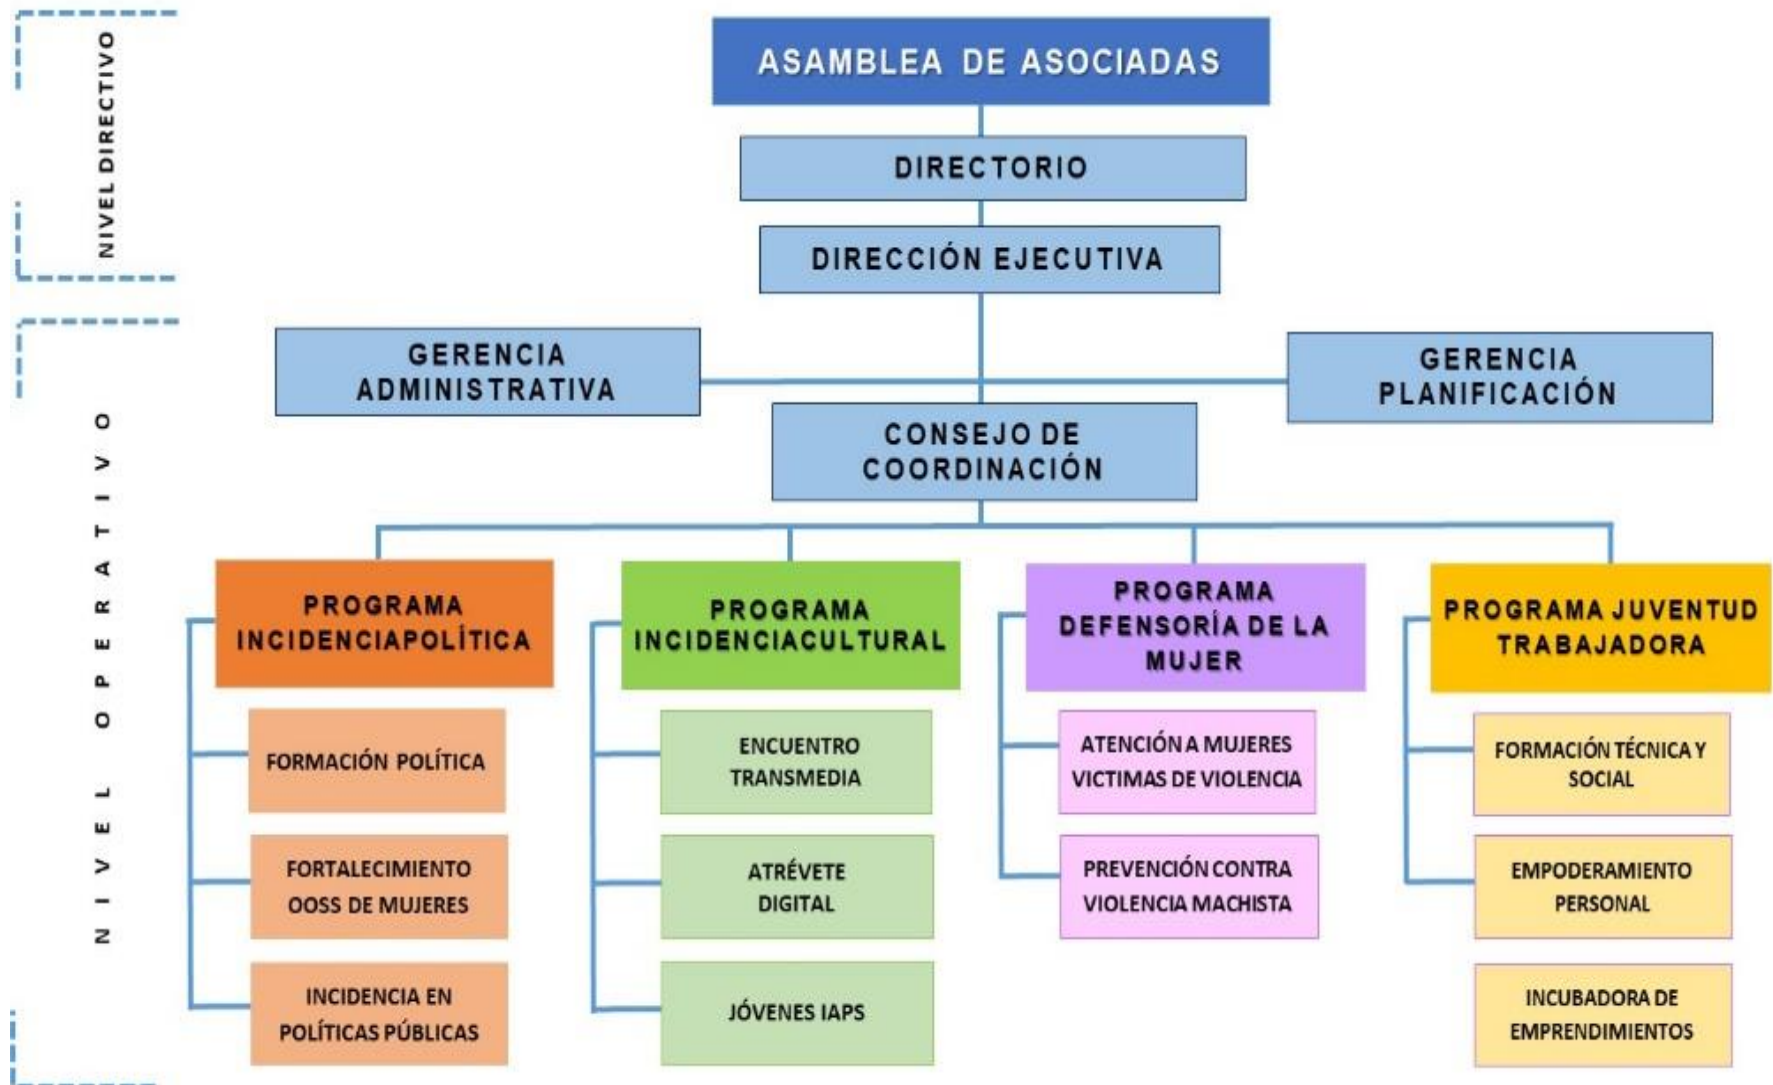 NIVEL DIRECTIVO
ASAMBLEA DE ASOCIADAS
DIRECTORIO
DIRECCIÓN EJECUTIVA
NIVEL OPERATIVO
GERENCIA
ADMINISTRATIVA
GERENCIA
PLANIFICACIÓN
CONSEJO DE
COORDINACIÓN
PROGRAMA
INCIDENCIAPOLÍTICA
FORMACIÓN POLÍTICA
FORTALECIMIENTO
OOSS DE MUJERES
INCIDENCIA EN
POLÍTICAS PÚBLICAS
PROGRAMA
INCIDENCIACULTURAL
ENCUENTRO
TRANSMEDIA
ATRÉVETE
DIGITAL
JÓVENES IAPS
PROGRAMA
DEFENSORÍA DE LA
MUJER
ATENCIÓN A MUJERES
VICTIMAS DE VIOLENCIA
PREVENCIÓN CONTRA
VIOLENCIA MACHISTA
PROGRAMA JUVENTUD
TRABAJADORA
FORMACIÓN TÉCNICA Y
SOCIAL
EMPODERAMIENTO
PERSONAL
INCUBADORA DE
EMPRENDIMIENTOS